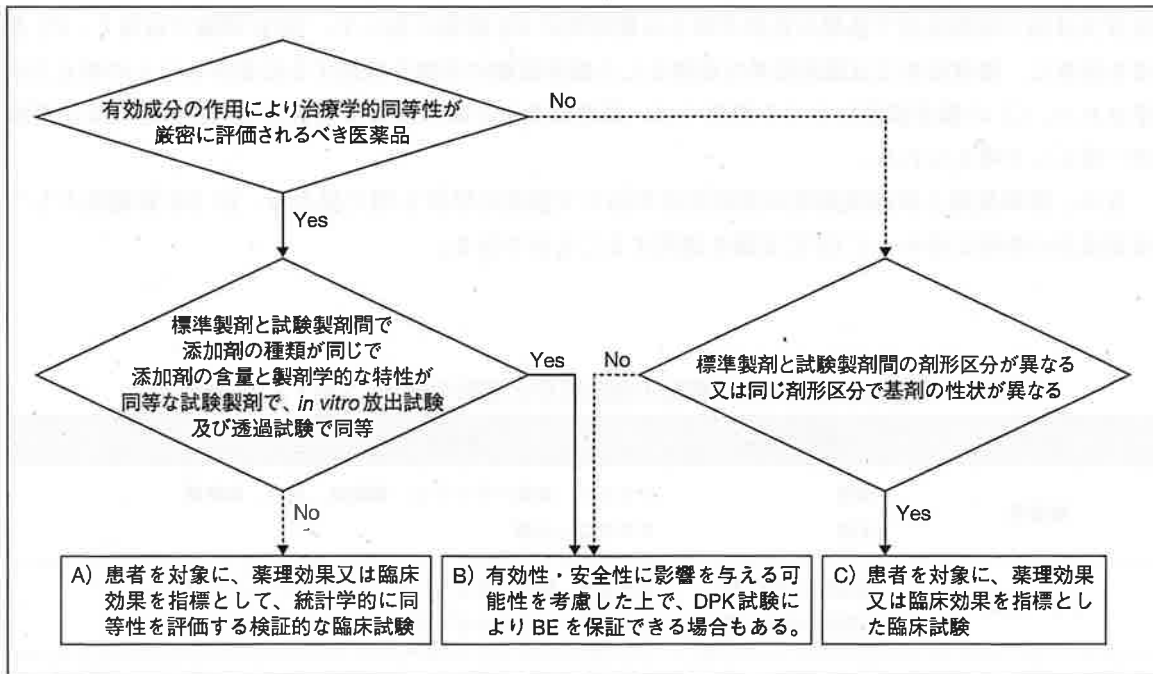 有効成分の作用により治療学的同等性が
厳密に評価されるべき医薬品
No
Yes
標準製剤と試験製剤間で
添加剤の種類が同じで
添加剤の含量と製剤学的な特性が
同等な試験製剤で、in vitro 放出試験
及び透過試験で同等
Yes
No
標準製剤と試験製剤間の剤形区分が異なる
又は同じ剤形区分で基剤の性状が異なる
No
Yes
A) 患者を対象に、薬理効果又は臨床
効果を指標として、統計学的に同
等性を評価する検証的な臨床試験
B) 有効性・安全性に影響を与える可
能性を考慮した上で、DPK試験に
より BE を保証できる場合もある。
C) 患者を対象に、薬理効果
又は臨床効果を指標とし
た臨床試験